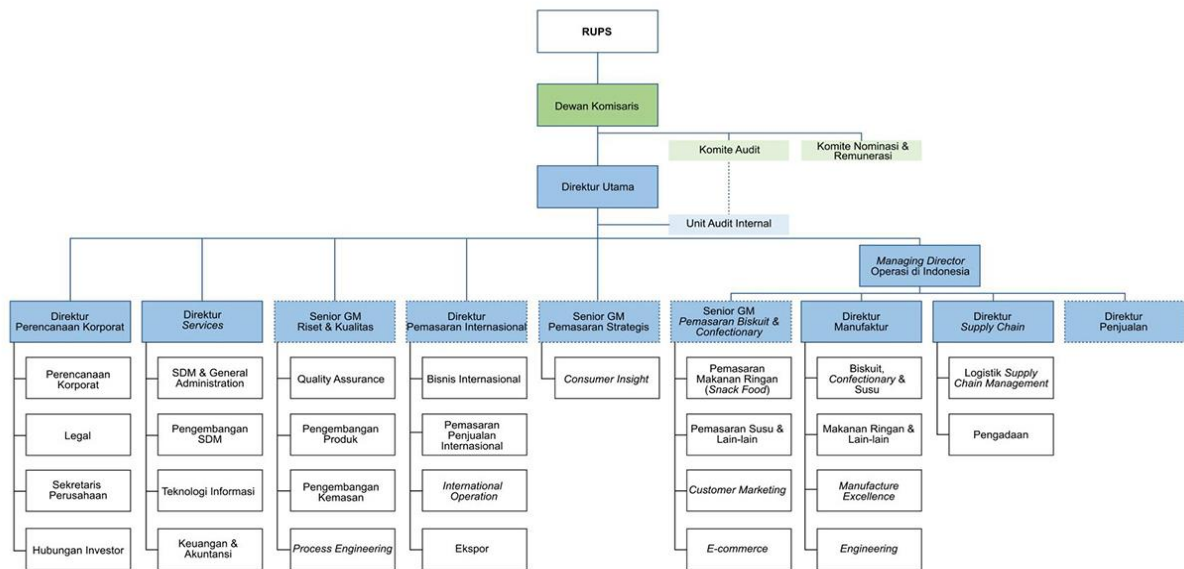 RUPS
Dewan Komisaris
Komite Audit
Komite Nominasi &
Remunerasi
Direktur Utama
Unit Audit Internal
Managing Director
Operasi di Indonesia
Direktur
Perencanaan Korporat
Direktur
Services
Senior GM
Riset & Kualitas
Direktur
Pemasaran Internasional
Senior GM
Pemasaran Strategis
Senior GM
Pemasaran Biskuit &
Confectionary
Direktur
Manufaktur
Direktur
Supply Chain
Direktur
Penjualan
Perencanaan
Korporat
SDM & General
Administration
Quality Assurance
Bisnis Internasional
Consumer Insight
Pemasaran
Makanan Ringan
(Snack Food)
Biskuit,
Confectionary &
Susu
Logistik Supply
Chain Management
Legal
Pengembangan
SDM
Pengembangan
Produk
Pemasaran
Penjualan
Internasional
Pemasaran Susu &
Lain-lain
Makanan Ringan &
Lain-lain
Pengadaan
Sekretaris
Perusahaan
Teknologi Informasi
Pengembangan
Kemasan
International
Operation
Customer Marketing
Manufacture
Excellence
Hubungan Investor
Keuangan &
Akuntansi
Process Engineering
Ekspor
E-commerce
Engineering